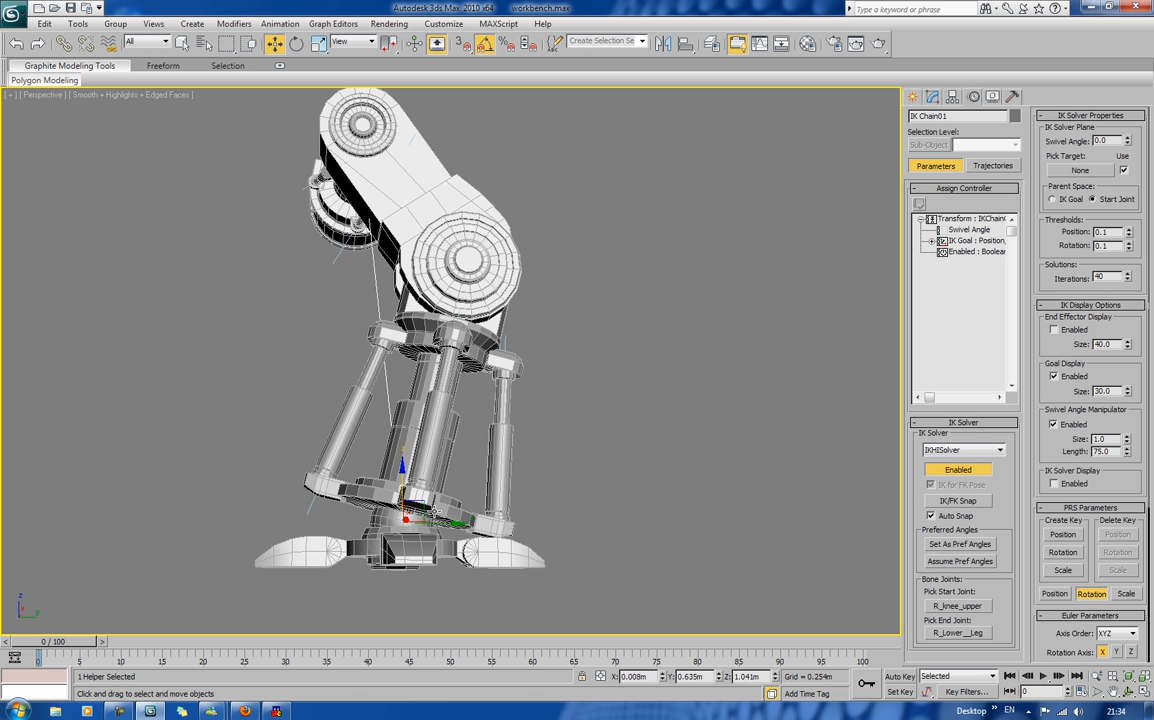 Autodesk 3ds Max 2010 x64 workbench.max
Type a keyword or phrase
Edit Tools Group Views Create Modifiers Animation Graph Editors Rendering Customize MAXScript Help
All View Create Selection Se
Graphite Modeling Tools Freeform Selection
Polygon Modeling
[ + ] [ Perspective ] [ Smooth + Highlights + Edged Faces ]
IK Chain01
Selection Level:
Sub-Object
Parameters Trajectories
Assign Controller
Transform : IKChain
Swivel Angle
IK Goal : Position,
Enabled : Boolean
IK Solver
IK Solver
IKHISolver
Enabled
IK for FK Pose
IK/FK Snap
Auto Snap
Preferred Angles
Set As Pref Angles
Assume Pref Angles
Bone Joints:
Pick Start Joint:
R_knee_upper
Pick End Joint:
R_Lower__Leg
IK Solver Properties
IK Solver Plane
Swivel Angle: 0.0
Pick Target: Use
None
Parent Space:
IK Goal Start Joint
Thresholds:
Position: 0.1
Rotation: 0.1
Solutions:
Iterations: 40
IK Display Options
End Effector Display
Enabled
Size: 40.0
Goal Display
Enabled
Size: 30.0
Swivel Angle Manipulator
Enabled
Size: 1.0
Length: 75.0
IK Solver Display
Enabled
PRS Parameters
Create Key Delete Key
Position Position
Rotation Rotation
Scale Scale
Position Rotation Scale
Euler Parameters
Axis Order: XYZ
Rotation Axis: X Y Z
z
x y
0 / 100
0 5 10 15 20 25 30 35 40 45 50 55 60 65 70 75 80 85 90 95 100
1 Helper Selected X: 0.008m Y: 0.635m Z: 1.041m Grid = 0.254m Auto Key Selected
Click and drag to select and move objects Add Time Tag Set Key Key Filters... 0
Desktop EN 21:34